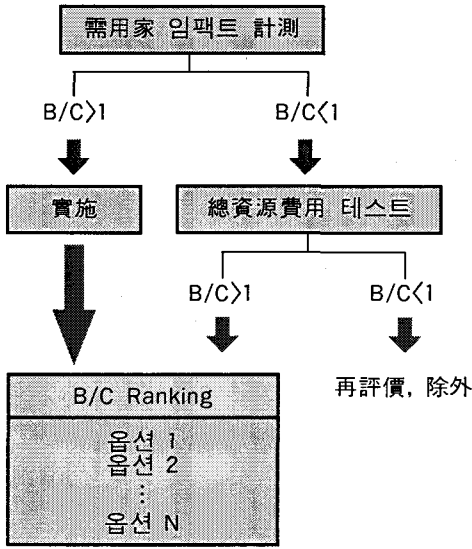 需用家 임팩트 計測
B/C>1
B/C<1
實施
總資源費用 테스트
B/C>1
B/C<1
B/C Ranking
再評價, 除外
옵션 1
옵션 2
⋮
옵션 N